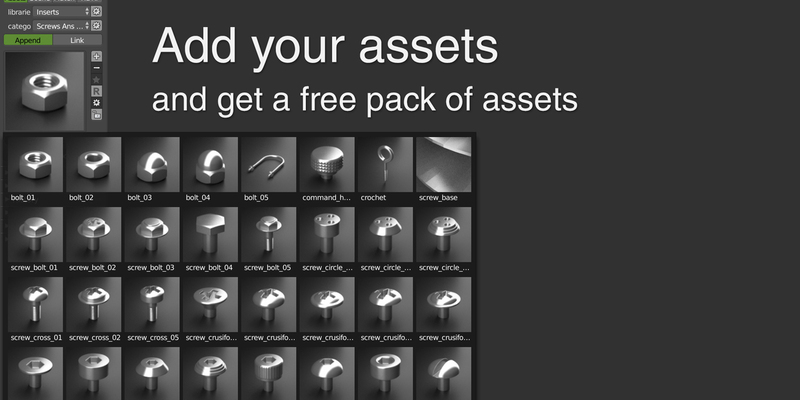 librarie Inserts
catego Screws Ans ...
Append Link
R
Add your assets
and get a free pack of assets
bolt_01 bolt_02 bolt_03 bolt_04 bolt_05 command_h... crochet screw_base
screw_bolt_01 screw_bolt_02 screw_bolt_03 screw_bolt_04 screw_bolt_05 screw_circle_... screw_circle_... screw_circle_...
screw_cross_01 screw_cross_02 screw_cross_05 screw_crusifo... screw_crusifo... screw_crusifo... screw_crusifo... screw_crusifo...